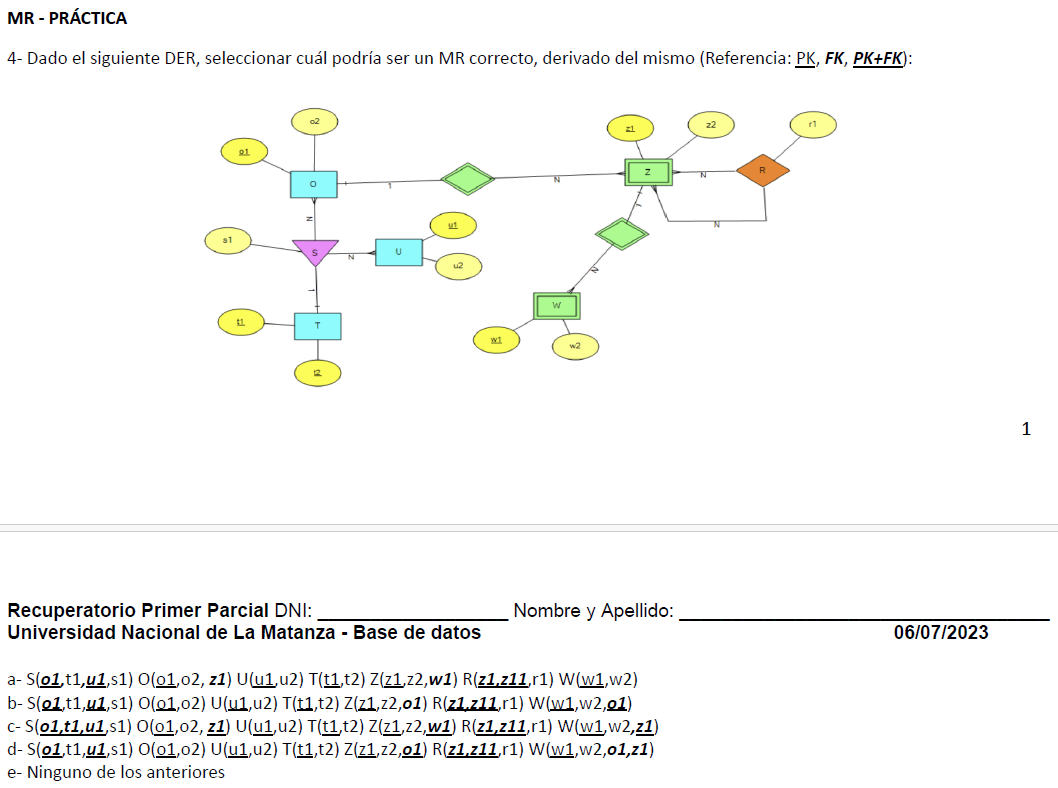 MR - PRÁCTICA
4- Dado el siguiente DER, seleccionar cuál podría ser un MR correcto, derivado del mismo (Referencia: PK, FK, PK+FK):
o2
o1
O
1
N
z1
z2
r1
Z
N
R
N
N
1
s1
S
N
U
u1
u2
N
1
W
w1
w2
t1
T
t2
1
Recuperatorio Primer Parcial DNI: __________________ Nombre y Apellido: ___________________________________
Universidad Nacional de La Matanza - Base de datos 06/07/2023
a- S(o1,t1,u1,s1) O(o1,o2, z1) U(u1,u2) T(t1,t2) Z(z1,z2,w1) R(z1,z11,r1) W(w1,w2)
b- S(o1,t1,u1,s1) O(o1,o2) U(u1,u2) T(t1,t2) Z(z1,z2,o1) R(z1,z11,r1) W(w1,w2,o1)
c- S(o1,t1,u1,s1) O(o1,o2, z1) U(u1,u2) T(t1,t2) Z(z1,z2,w1) R(z1,z11,r1) W(w1,w2,z1)
d- S(o1,t1,u1,s1) O(o1,o2) U(u1,u2) T(t1,t2) Z(z1,z2,o1) R(z1,z11,r1) W(w1,w2,o1,z1)
e- Ninguno de los anteriores